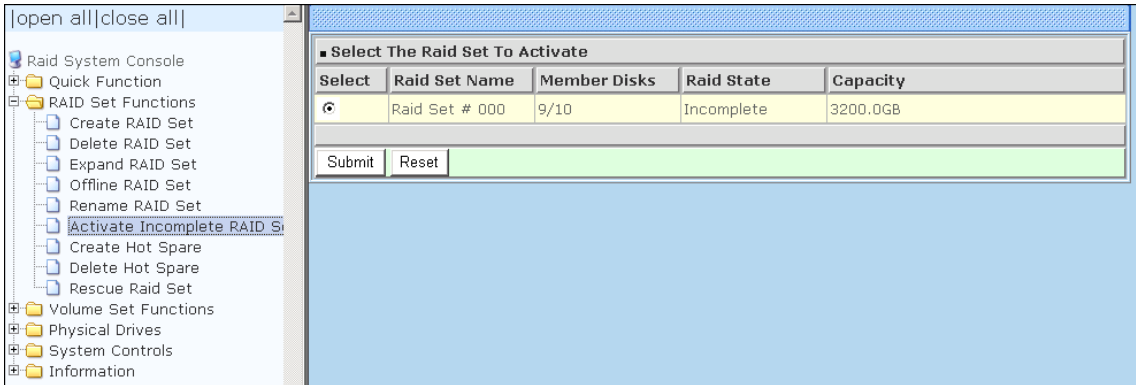 |open all|close all|
Raid System Console
Quick Function
RAID Set Functions
Create RAID Set
Delete RAID Set
Expand RAID Set
Offline RAID Set
Rename RAID Set
Activate Incomplete RAID S
Create Hot Spare
Delete Hot Spare
Rescue Raid Set
Volume Set Functions
Physical Drives
System Controls
Information
Select The Raid Set To Activate
Select Raid Set Name Member Disks Raid State Capacity
Raid Set # 000 9/10 Incomplete 3200.0GB
Submit Reset